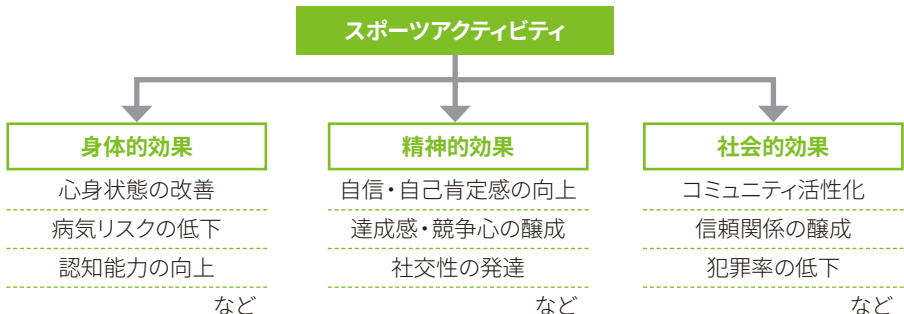 スポーツアクティビティ
身体的効果
心身状態の改善
病気リスクの低下
認知能力の向上
など
精神的効果
自信・自己肯定感の向上
達成感・競争心の醸成
社交性の発達
など
社会的効果
コミュニティ活性化
信頼関係の醸成
犯罪率の低下
など